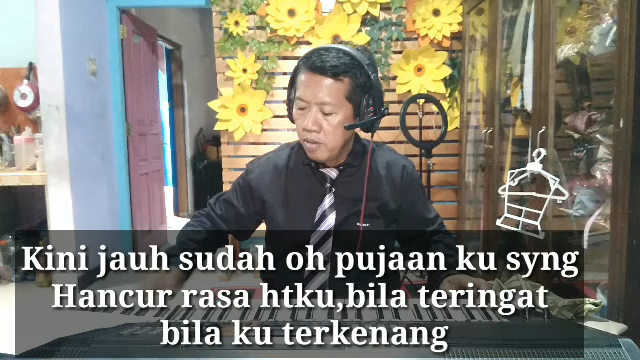 Kini jauh sudah oh pujaan ku syng
Hancur rasa htku,bila teringat
bila ku terkenang